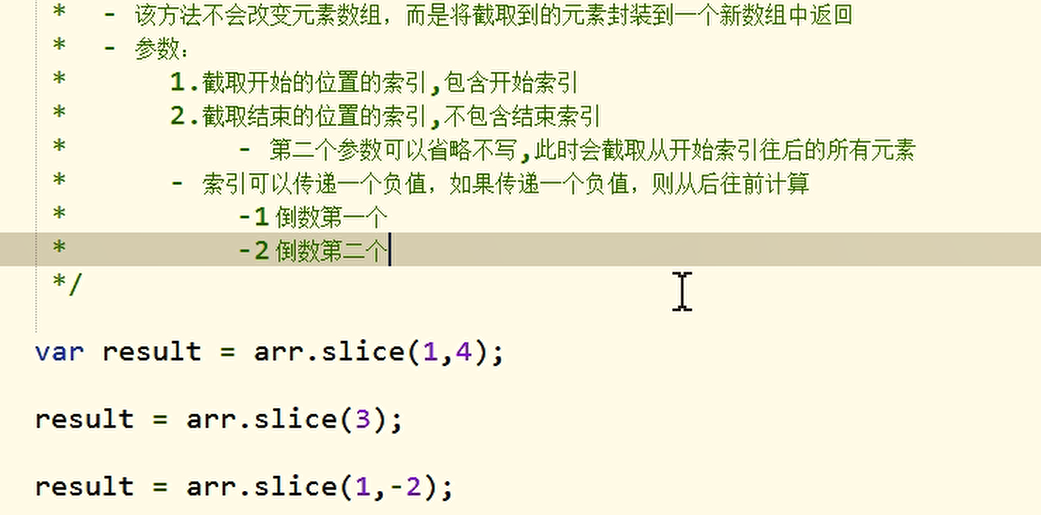 * - 该方法不会改变元素数组，而是将截取到的元素封装到一个新数组中返回
* - 参数：
* 1.截取开始的位置的索引,包含开始索引
* 2.截取结束的位置的索引,不包含结束索引
* - 第二个参数可以省略不写,此时会截取从开始索引往后的所有元素
* - 索引可以传递一个负值，如果传递一个负值，则从后往前计算
* -1 倒数第一个
* -2 倒数第二个
*/
var result = arr.slice(1,4);
result = arr.slice(3);
result = arr.slice(1,-2);